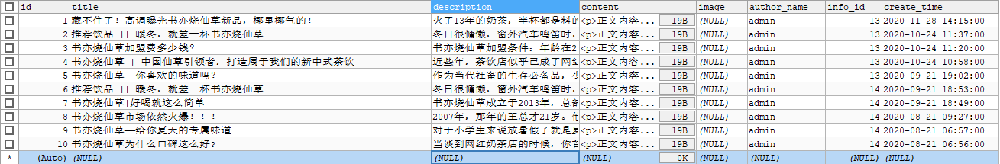 id title description content image author_name info_id create_time
1 藏不住了！高调曝光书亦烧仙草新品，椰里椰气的！ 火了13年的奶茶，半杯都是料的 <p>正文内容... 19B (NULL) admin 13 2020-11-28 14:15:00
2 推荐饮品 || 暖冬，就差一杯书亦烧仙草 冬日很慵懒，窗外汽车鸣笛时， <p>正文内容... 19B (NULL) admin 13 2020-10-24 11:37:00
3 书亦烧仙草加盟费多少钱？ 书亦烧仙草加盟条件：年龄在2 <p>正文内容... 19B (NULL) admin 13 2020-10-24 11:20:00
4 书亦烧仙草 | 中国仙草引领者，打造属于我们的新中式茶饮 近些年，茶饮店似乎已成了网红 <p>正文内容... 19B (NULL) admin 13 2020-10-24 10:58:00
5 书亦烧仙草—你喜欢的味道吗？ 作为当代社畜的生存必备品，少 <p>正文内容... 19B (NULL) admin 13 2020-09-21 19:02:00
6 推荐饮品 || 暖冬，就差一杯书亦烧仙草 冬日很慵懒，窗外汽车鸣笛时， <p>正文内容... 19B (NULL) admin 14 2020-09-21 18:53:00
7 书亦烧仙草|好喝就这么简单 书亦烧仙草成立于2013年，总部 <p>正文内容... 19B (NULL) admin 14 2020-09-21 18:49:00
8 书亦烧仙草市场依然火爆！！！ 2007年，那年的王总才21岁。他 <p>正文内容... 19B (NULL) admin 14 2020-08-21 09:27:00
9 书亦烧仙草—给你夏天的专属味道 对于小学生来说放暑假了就是夏 <p>正文内容... 19B (NULL) admin 14 2020-08-21 06:57:00
10 书亦烧仙草为什么口碑这么好？ 当谈到网红奶茶店的时候，你首 <p>正文内容... 19B (NULL) admin 14 2020-08-21 06:56:00
* (Auto) (NULL) (NULL) (NULL) 0K (NULL) (NULL) (NULL) (NULL)